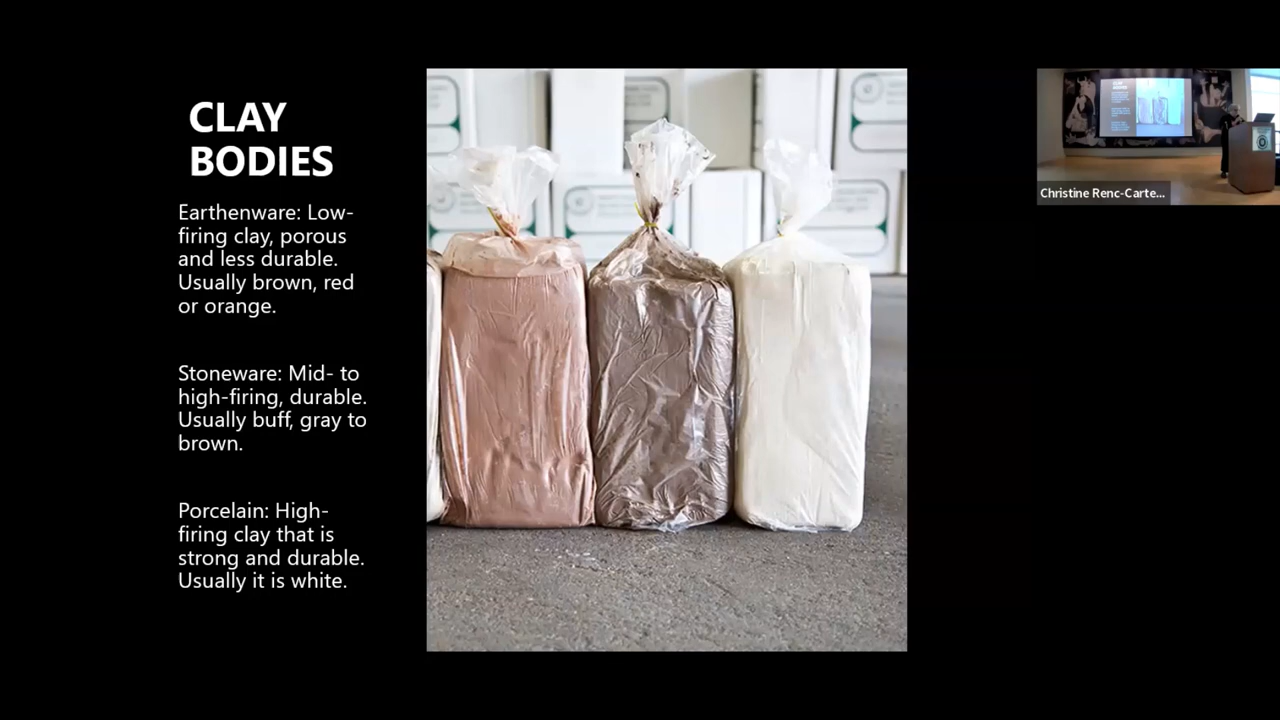 CLAY
BODIES
Earthenware: Low-
firing clay, porous
and less durable.
Usually brown, red
or orange.
Stoneware: Mid- to
high-firing, durable.
Usually buff, gray to
brown.
Porcelain: High-
firing clay that is
strong and durable.
Usually it is white.
Christine Renc-Carte...